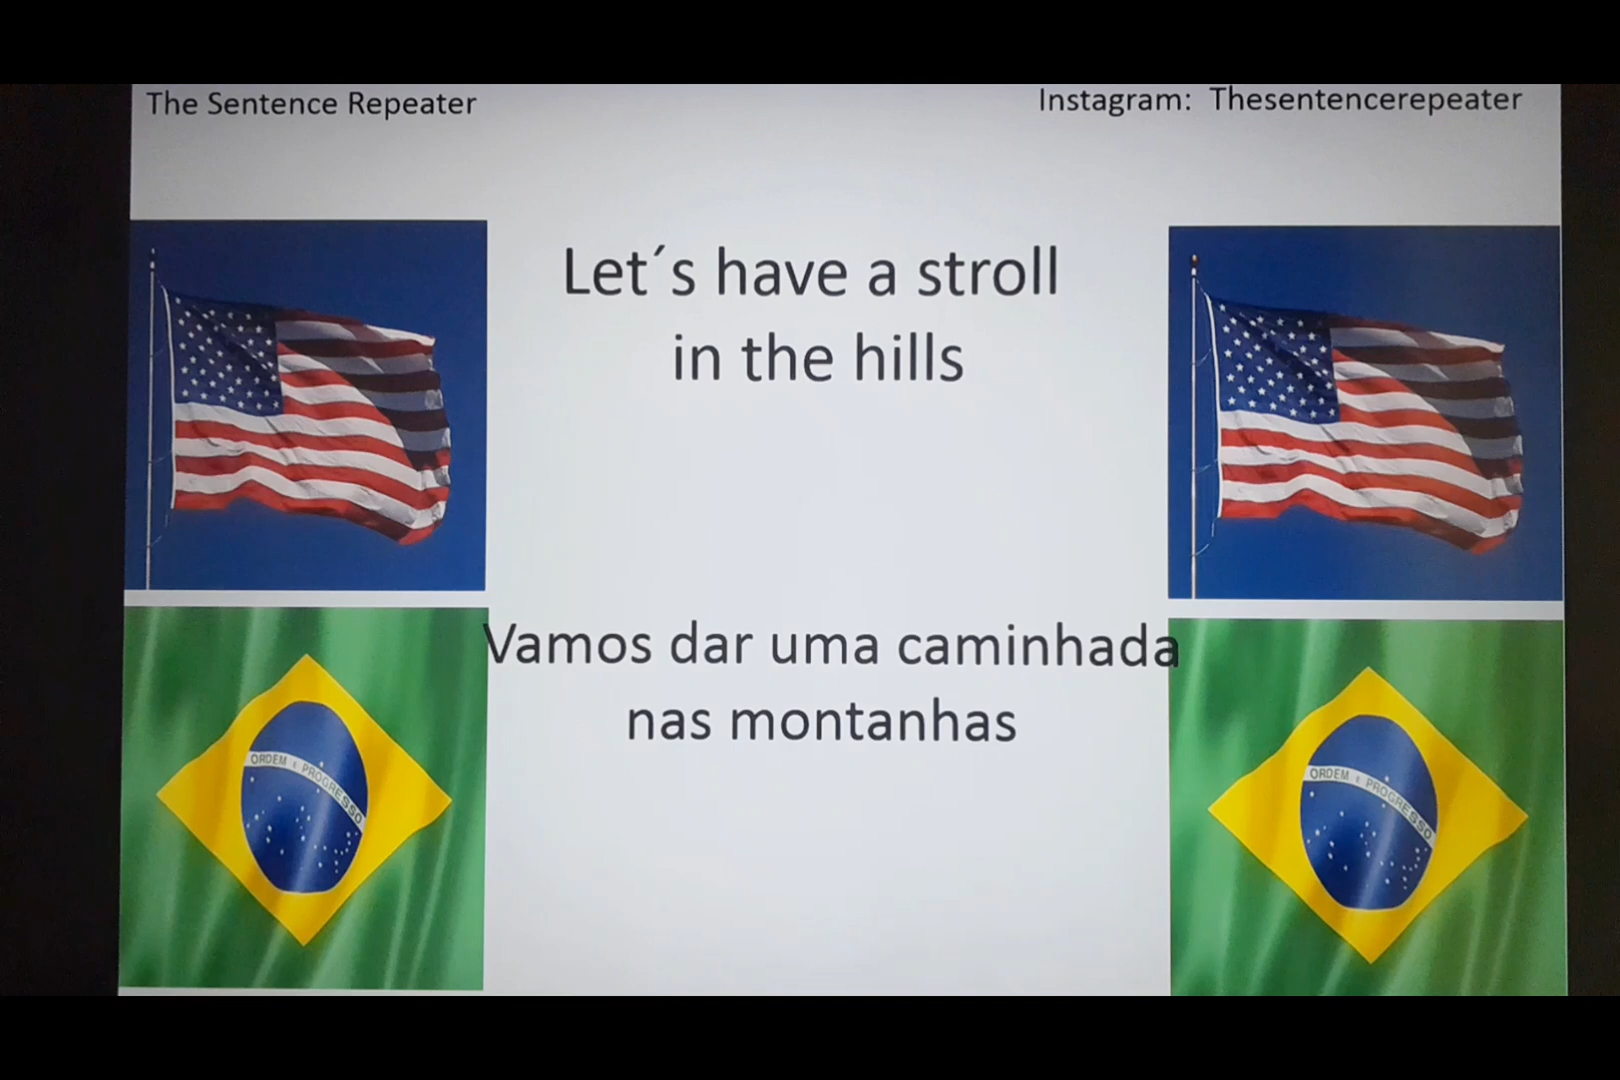 The Sentence Repeater
Instagram: Thesentencerepeater
Let´s have a stroll
in the hills
Vamos dar uma caminhada
nas montanhas
ORDEM E PROGRESSO
ORDEM E PROGRESSO